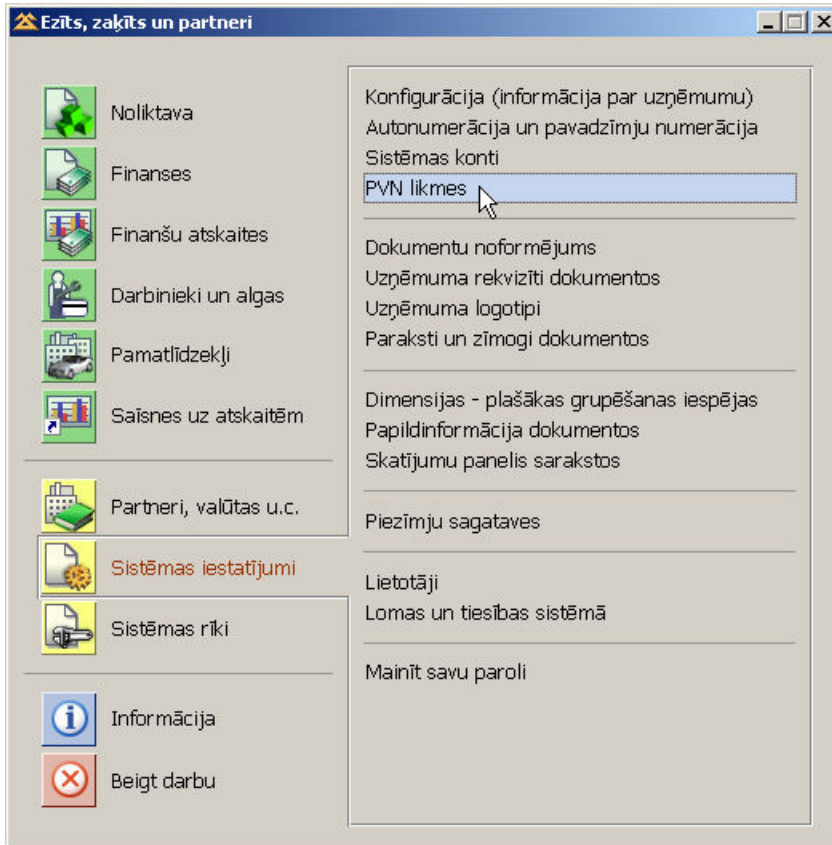 Ezīts, zaķīts un partneri
Noliktava
Finanses
Finanšu atskaites
Darbinieki un algas
Pamatlīdzekļi
Saīsnes uz atskaitēm
Partneri, valūtas u.c.
Sistēmas iestatījumi
Sistēmas rīki
Informācija
Beigt darbu
Konfigurācija (informācija par uzņēmumu)
Autonumerācija un pavadzīmju numerācija
Sistēmas konti
PVN likmes
Dokumentu noformējums
Uzņēmuma rekvizīti dokumentos
Uzņēmuma logotipi
Paraksti un zīmogi dokumentos
Dimensijas - plašākas grupēšanas iespējas
Papildinformācija dokumentos
Skatījumu panelis sarakstos
Piezīmju sagataves
Lietotāji
Lomas un tiesības sistēmā
Mainīt savu paroli